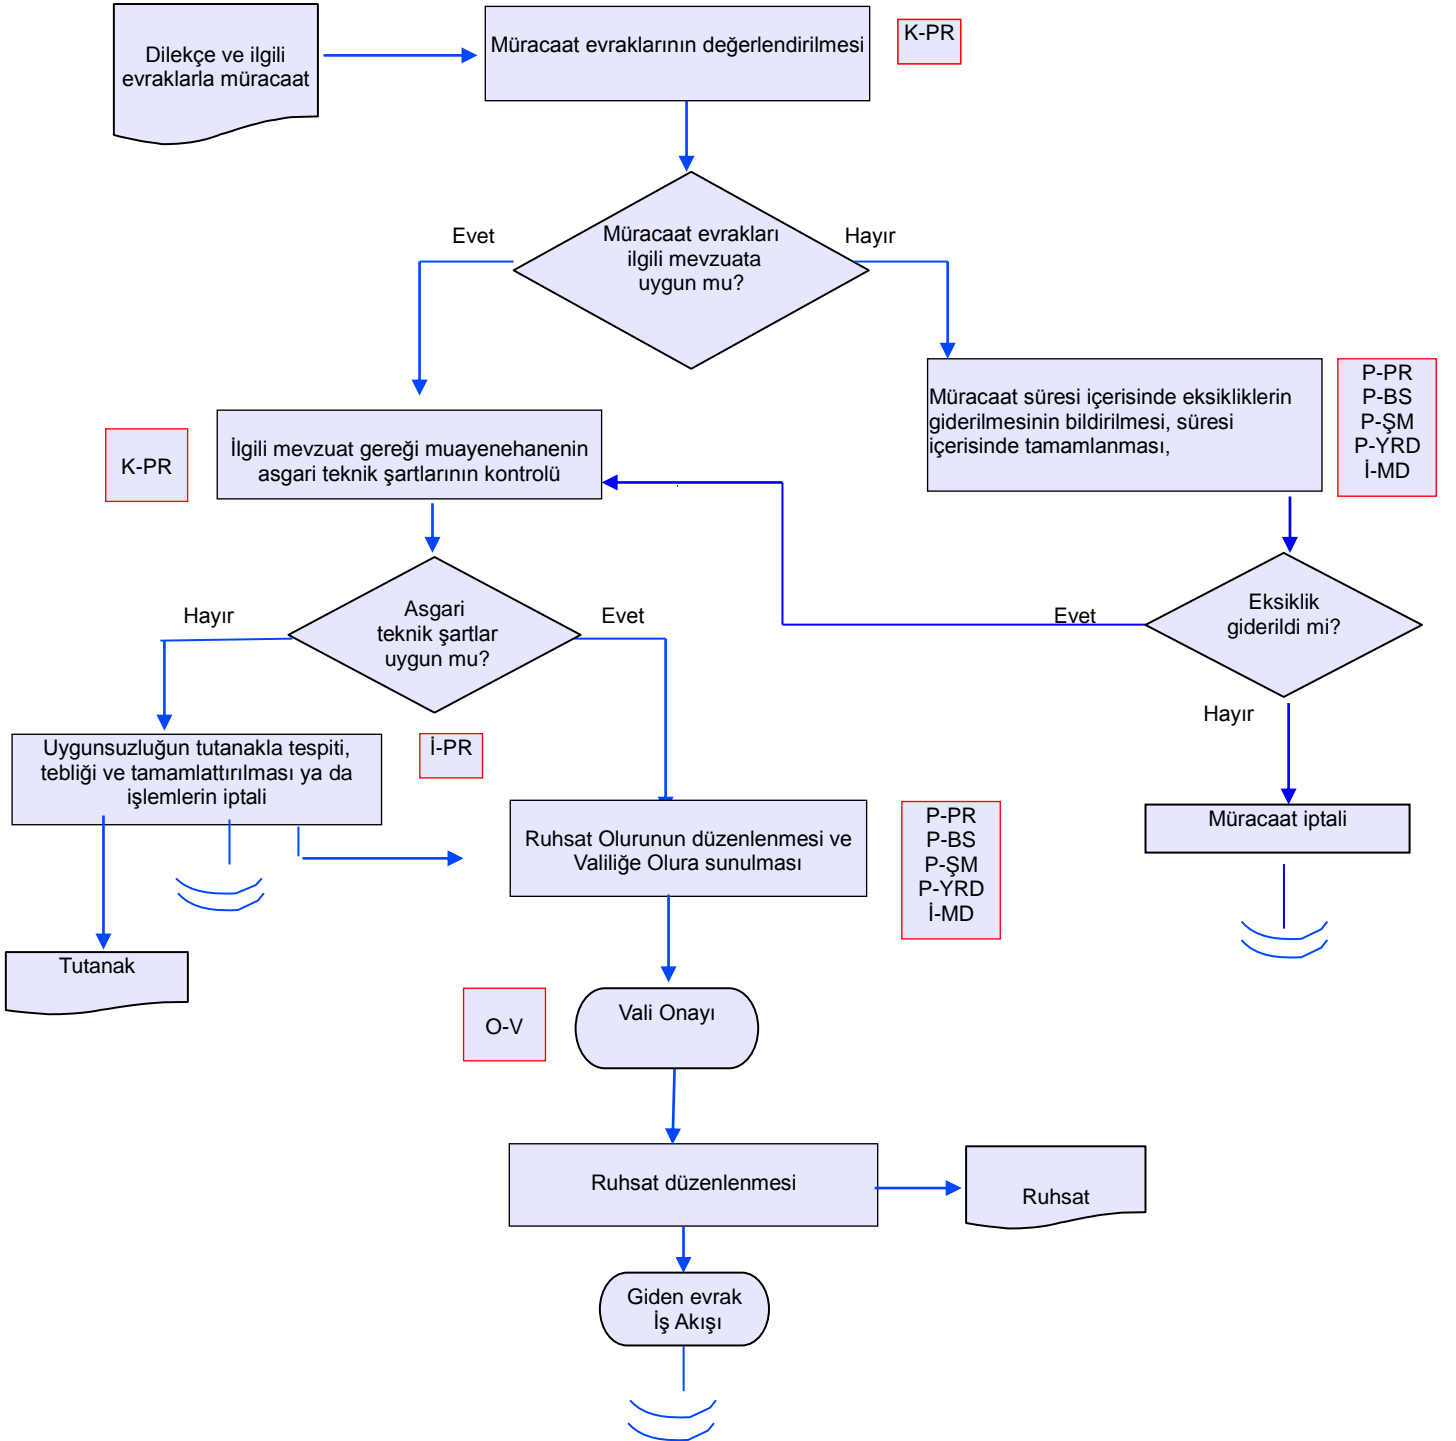 Dilekçe ve ilgili
evraklarla müracaat
Müracaat evraklarının değerlendirilmesi
K-PR
Evet
Müracaat evrakları
ilgili mevzuata
uygun mu?
Hayır
Müracaat süresi içerisinde eksikliklerin
giderilmesinin bildirilmesi, süresi
içerisinde tamamlanması,
P-PR
P-BS
P-ŞM
P-YRD
İ-MD
K-PR
İlgili mevzuat gereği muayenehanenin
asgari teknik şartlarının kontrolü
Hayır
Asgari
teknik şartlar
uygun mu?
Evet
Evet
Eksiklik
giderildi mi?
Hayır
Uygunsuzluğun tutanakla tespiti,
tebliği ve tamamlattırılması ya da
işlemlerin iptali
İ-PR
Ruhsat Olurunun düzenlenmesi ve
Valiliğe Olura sunulması
P-PR
P-BS
P-ŞM
P-YRD
İ-MD
Müracaat iptali
Tutanak
O-V
Vali Onayı
Ruhsat düzenlenmesi
Ruhsat
Giden evrak
İş Akışı